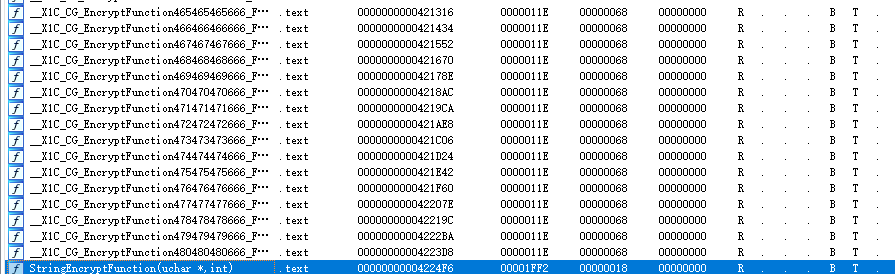 __X1C_CG_EncryptFunction465465465666_F… .text 0000000000421316 0000011E 00000068 00000000 R . . . B T .
__X1C_CG_EncryptFunction466466466666_F… .text 0000000000421434 0000011E 00000068 00000000 R . . . B T .
__X1C_CG_EncryptFunction467467467666_F… .text 0000000000421552 0000011E 00000068 00000000 R . . . B T .
__X1C_CG_EncryptFunction468468468666_F… .text 0000000000421670 0000011E 00000068 00000000 R . . . B T .
__X1C_CG_EncryptFunction469469469666_F… .text 000000000042178E 0000011E 00000068 00000000 R . . . B T .
__X1C_CG_EncryptFunction470470470666_F… .text 00000000004218AC 0000011E 00000068 00000000 R . . . B T .
__X1C_CG_EncryptFunction471471471666_F… .text 00000000004219CA 0000011E 00000068 00000000 R . . . B T .
__X1C_CG_EncryptFunction472472472666_F… .text 0000000000421AE8 0000011E 00000068 00000000 R . . . B T .
__X1C_CG_EncryptFunction473473473666_F… .text 0000000000421C06 0000011E 00000068 00000000 R . . . B T .
__X1C_CG_EncryptFunction474474474666_F… .text 0000000000421D24 0000011E 00000068 00000000 R . . . B T .
__X1C_CG_EncryptFunction475475475666_F… .text 0000000000421E42 0000011E 00000068 00000000 R . . . B T .
__X1C_CG_EncryptFunction476476476666_F… .text 0000000000421F60 0000011E 00000068 00000000 R . . . B T .
__X1C_CG_EncryptFunction477477477666_F… .text 000000000042207E 0000011E 00000068 00000000 R . . . B T .
__X1C_CG_EncryptFunction478478478666_F… .text 000000000042219C 0000011E 00000068 00000000 R . . . B T .
__X1C_CG_EncryptFunction479479479666_F… .text 00000000004222BA 0000011E 00000068 00000000 R . . . B T .
__X1C_CG_EncryptFunction480480480666_F… .text 00000000004223D8 0000011E 00000068 00000000 R . . . B T .
StringEncryptFunction(uchar *,int) .text 00000000004224F6 00001FF2 00000018 00000000 R . . . B T .